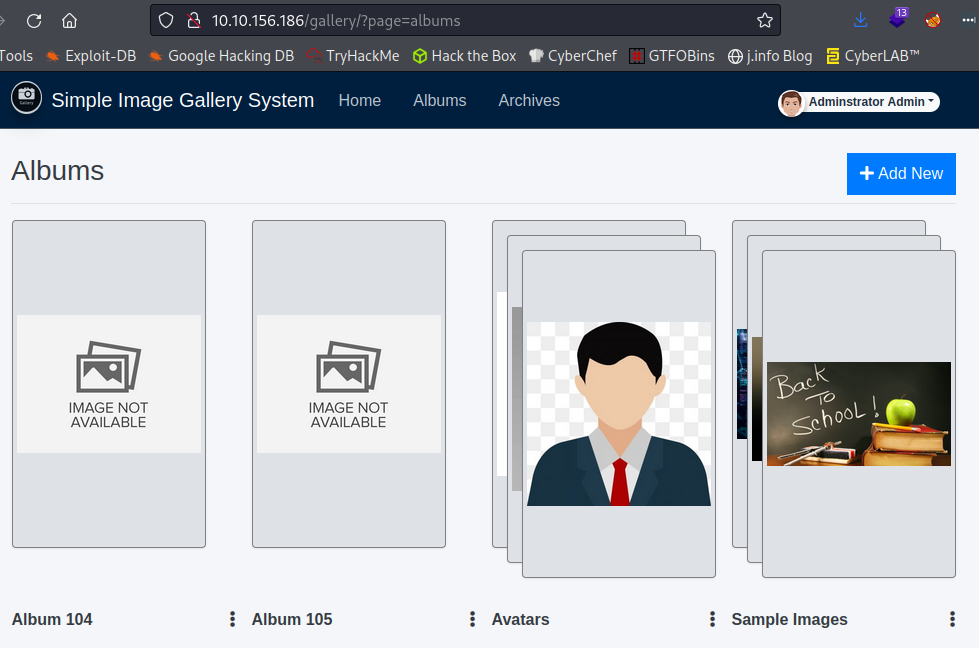 10.10.156.186/gallery/?page=albums
13
Tools Exploit-DB Google Hacking DB TryHackMe Hack the Box CyberChef GTFOBins j.info Blog CyberLAB™
Gallery
Simple Image Gallery System Home Albums Archives Adminstrator Admin
Albums
Add New
IMAGE NOT
AVAILABLE
IMAGE NOT
AVAILABLE
Back
To
School!
Album 104 Album 105 Avatars Sample Images